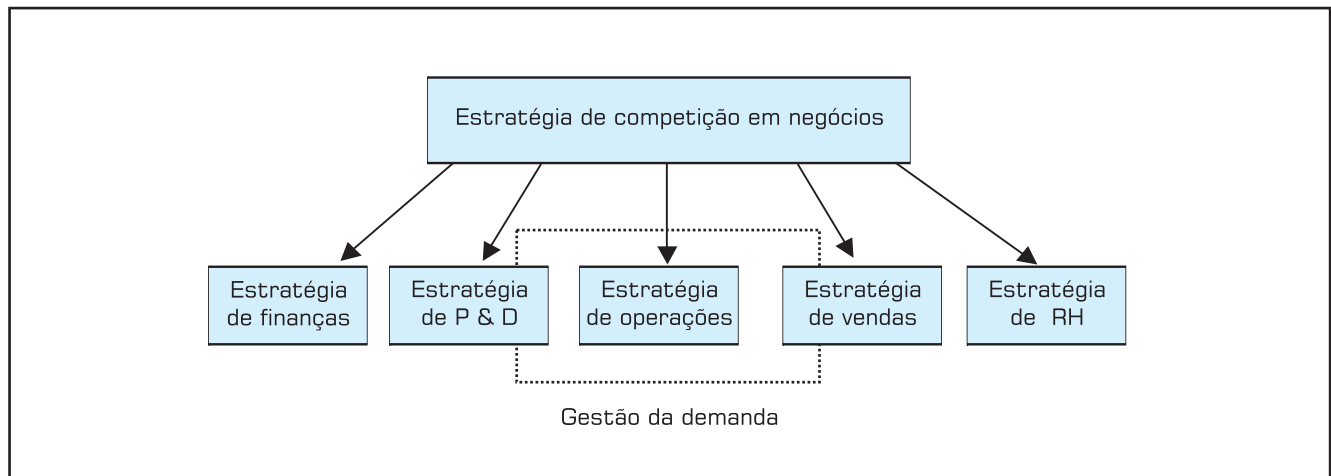 Estratégia de competição em negócios
Estratégia
de finanças
Estratégia
de P & D
Estratégia
de operações
Estratégia
de vendas
Estratégia
de RH
Gestão da demanda